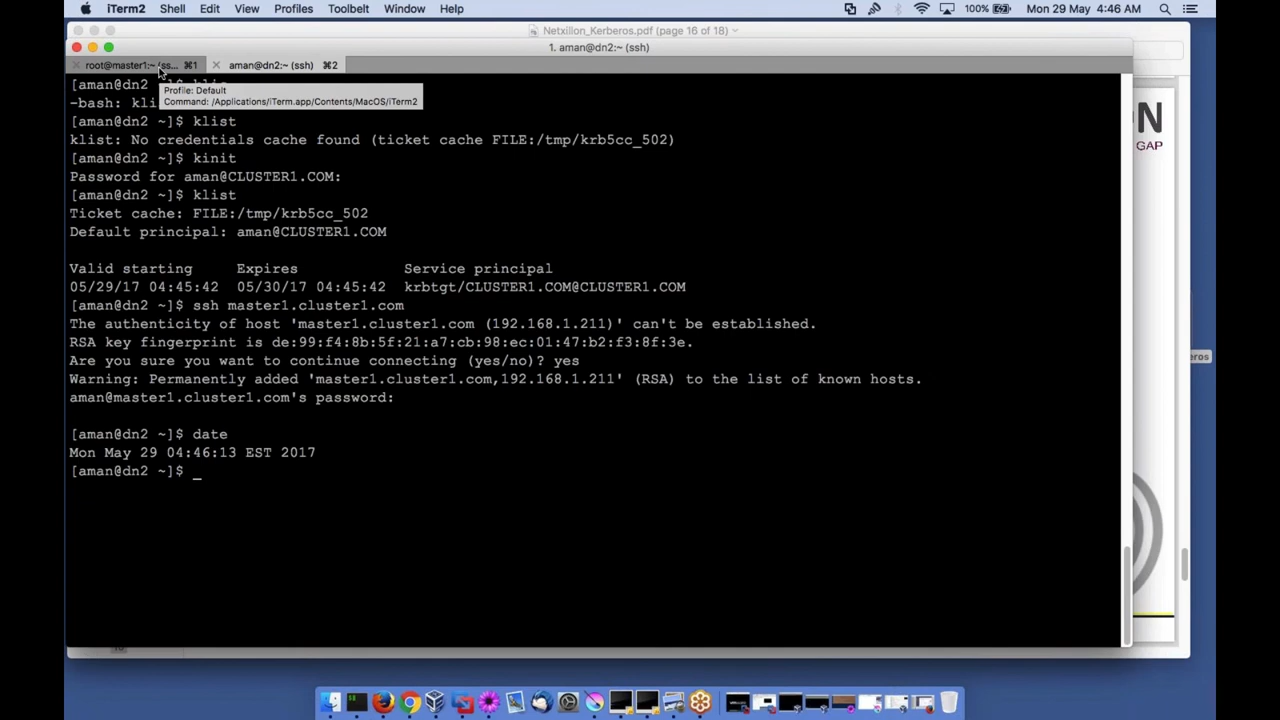 iTerm2 Shell Edit View Profiles Toolbelt Window Help 100% Mon 29 May 4:46 AM
Netxillon_Kerberos.pdf (page 16 of 18)
1. aman@dn2:~ (ssh)
root@master1:~ (ss... ⌘1 aman@dn2:~ (ssh) ⌘2
[aman@dn2 ~]$
Profile: Default
-bash: kli
Command: /Applications/iTerm.app/Contents/MacOS/iTerm2
[aman@dn2 ~]$ klist
klist: No credentials cache found (ticket cache FILE:/tmp/krb5cc_502)
[aman@dn2 ~]$ kinit
Password for aman@CLUSTER1.COM:
[aman@dn2 ~]$ klist
Ticket cache: FILE:/tmp/krb5cc_502
Default principal: aman@CLUSTER1.COM
Valid starting Expires Service principal
05/29/17 04:45:42 05/30/17 04:45:42 krbtgt/CLUSTER1.COM@CLUSTER1.COM
[aman@dn2 ~]$ ssh master1.cluster1.com
The authenticity of host 'master1.cluster1.com (192.168.1.211)' can't be established.
RSA key fingerprint is de:99:f4:8b:5f:21:a7:cb:98:ec:01:47:b2:f3:8f:3e.
Are you sure you want to continue connecting (yes/no)? yes
Warning: Permanently added 'master1.cluster1.com,192.168.1.211' (RSA) to the list of known hosts.
aman@master1.cluster1.com's password:
[aman@dn2 ~]$ date
Mon May 29 04:46:13 EST 2017
[aman@dn2 ~]$ _
ON
GAP
eros